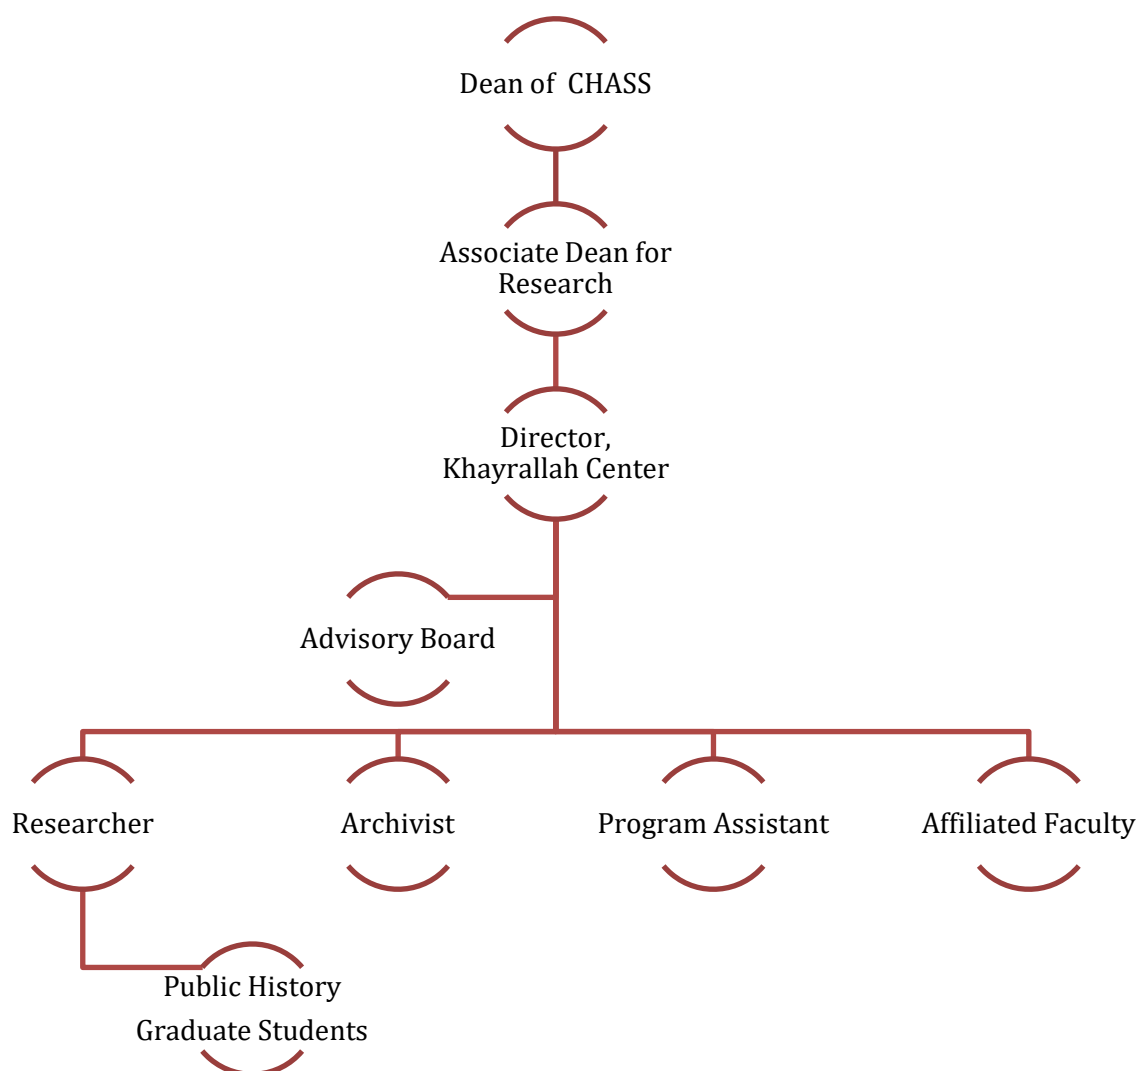 Dean of  CHASS
Associate Dean for
Research
Director,
Khayrallah Center
Advisory Board
Researcher
Archivist
Program Assistant
Affiliated Faculty
Public History
Graduate Students